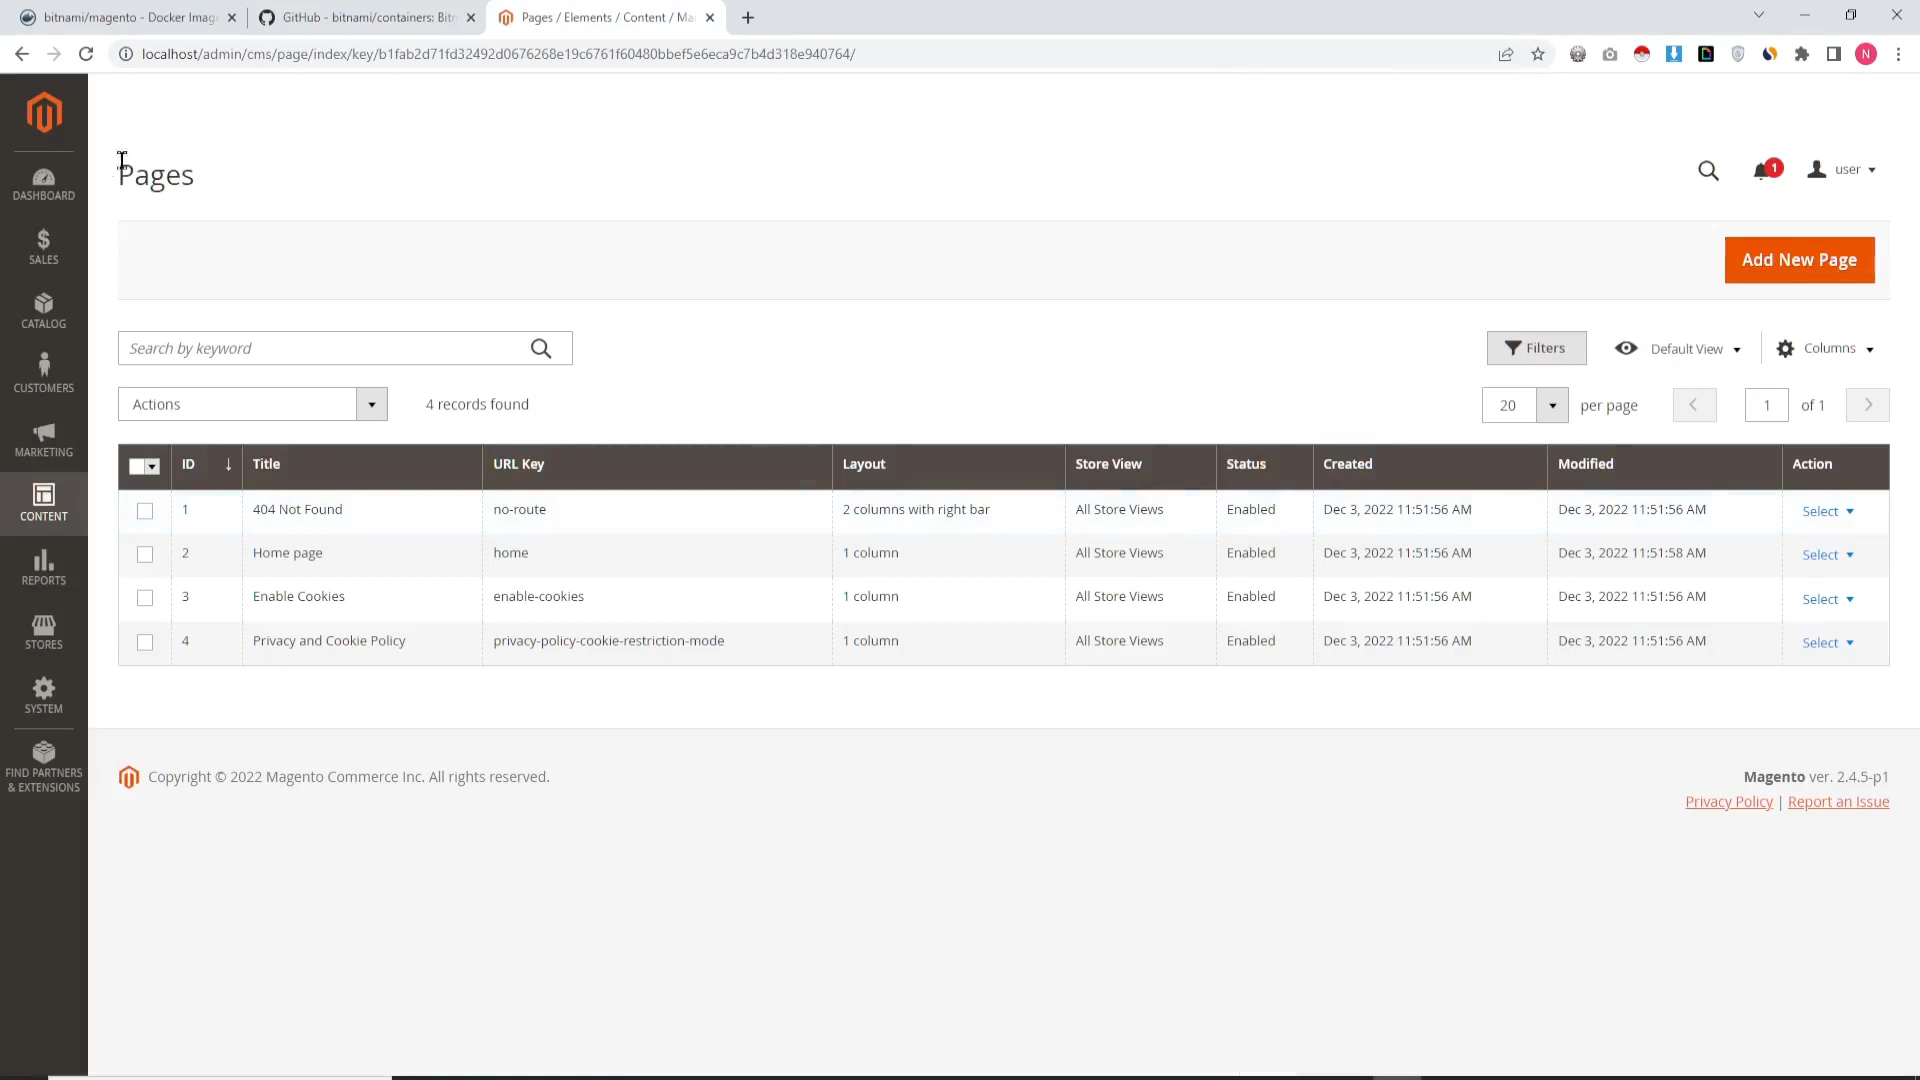 bitnami/magento - Docker Imag
GitHub - bitnami/containers: Bitn
Pages / Elements / Content / Ma
localhost/admin/cms/page/index/key/b1fab2d71fd32492d0676268e19c6761f60480bbef5e6eca9c7b4d318e940764/
N
DASHBOARD
SALES
CATALOG
CUSTOMERS
MARKETING
CONTENT
REPORTS
STORES
SYSTEM
FIND PARTNERS
& EXTENSIONS
Pages
1
user
Add New Page
Search by keyword
Filters
Default View
Columns
Actions
4 records found
20
per page
1
of 1
ID ↓ Title URL Key Layout Store View Status Created Modified Action
1 404 Not Found no-route 2 columns with right bar All Store Views Enabled Dec 3, 2022 11:51:56 AM Dec 3, 2022 11:51:56 AM Select
2 Home page home 1 column All Store Views Enabled Dec 3, 2022 11:51:56 AM Dec 3, 2022 11:51:58 AM Select
3 Enable Cookies enable-cookies 1 column All Store Views Enabled Dec 3, 2022 11:51:56 AM Dec 3, 2022 11:51:56 AM Select
4 Privacy and Cookie Policy privacy-policy-cookie-restriction-mode 1 column All Store Views Enabled Dec 3, 2022 11:51:56 AM Dec 3, 2022 11:51:56 AM Select
Copyright © 2022 Magento Commerce Inc. All rights reserved.
Magento ver. 2.4.5-p1
Privacy Policy | Report an Issue